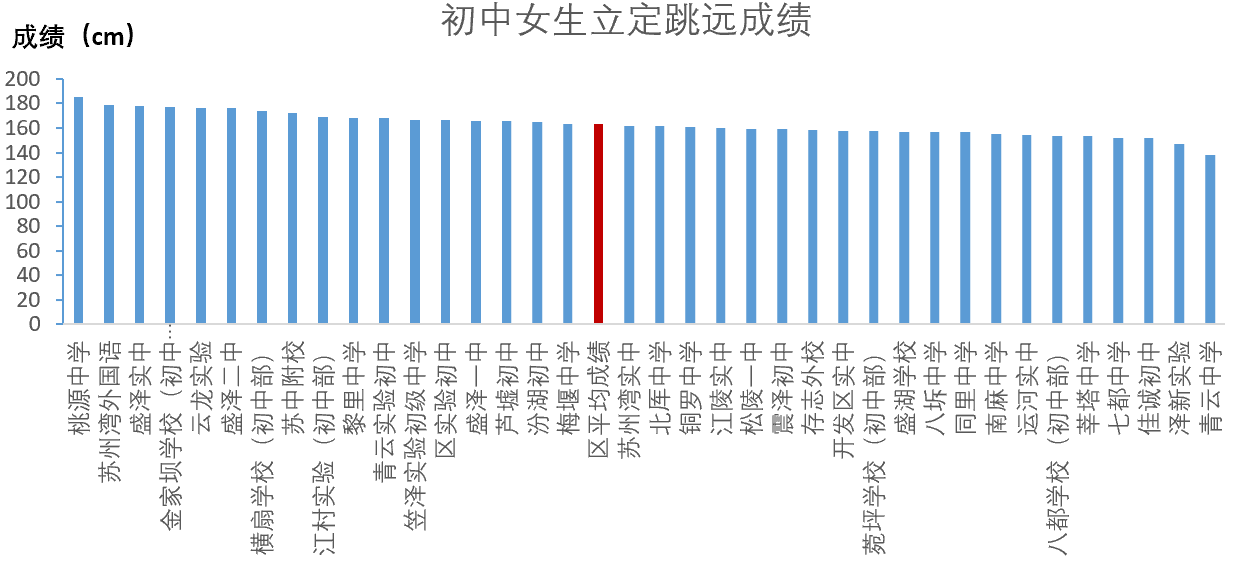 初中女生立定跳远成绩
成绩（cm）
200
180
160
140
120
100
80
60
40
20
0
桃源中学
苏州湾外国语
盛泽实中
金家坝学校（初中…
云龙实验
盛泽二中
横扇学校（初中部）
苏中附校
江村实验（初中部）
黎里中学
青云实验初中
笠泽实验初级中学
区实验初中
盛泽一中
芦墟初中
汾湖初中
梅堰中学
区平均成绩
苏州湾实中
北厍中学
铜罗中学
江陵实中
松陵一中
震泽初中
存志外校
开发区实中
菀坪学校（初中部）
盛湖学校
八坼中学
同里中学
南麻中学
运河实中
八都学校（初中部）
莘塔中学
七都中学
佳诚初中
泽新实验
青云中学